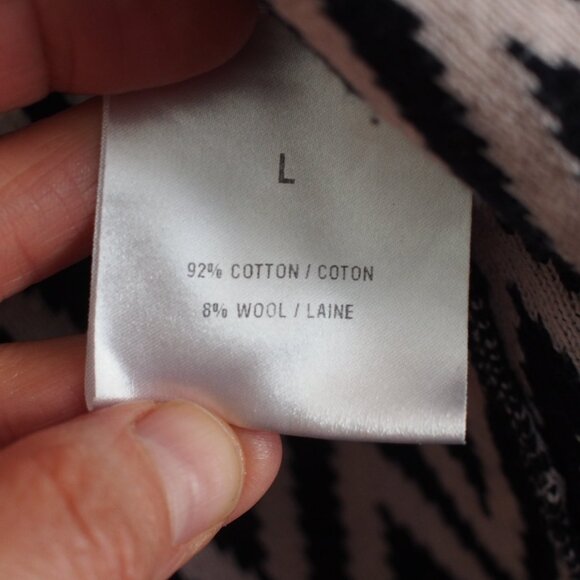 L
92% COTTON / COTON
8% WOOL / LAINE